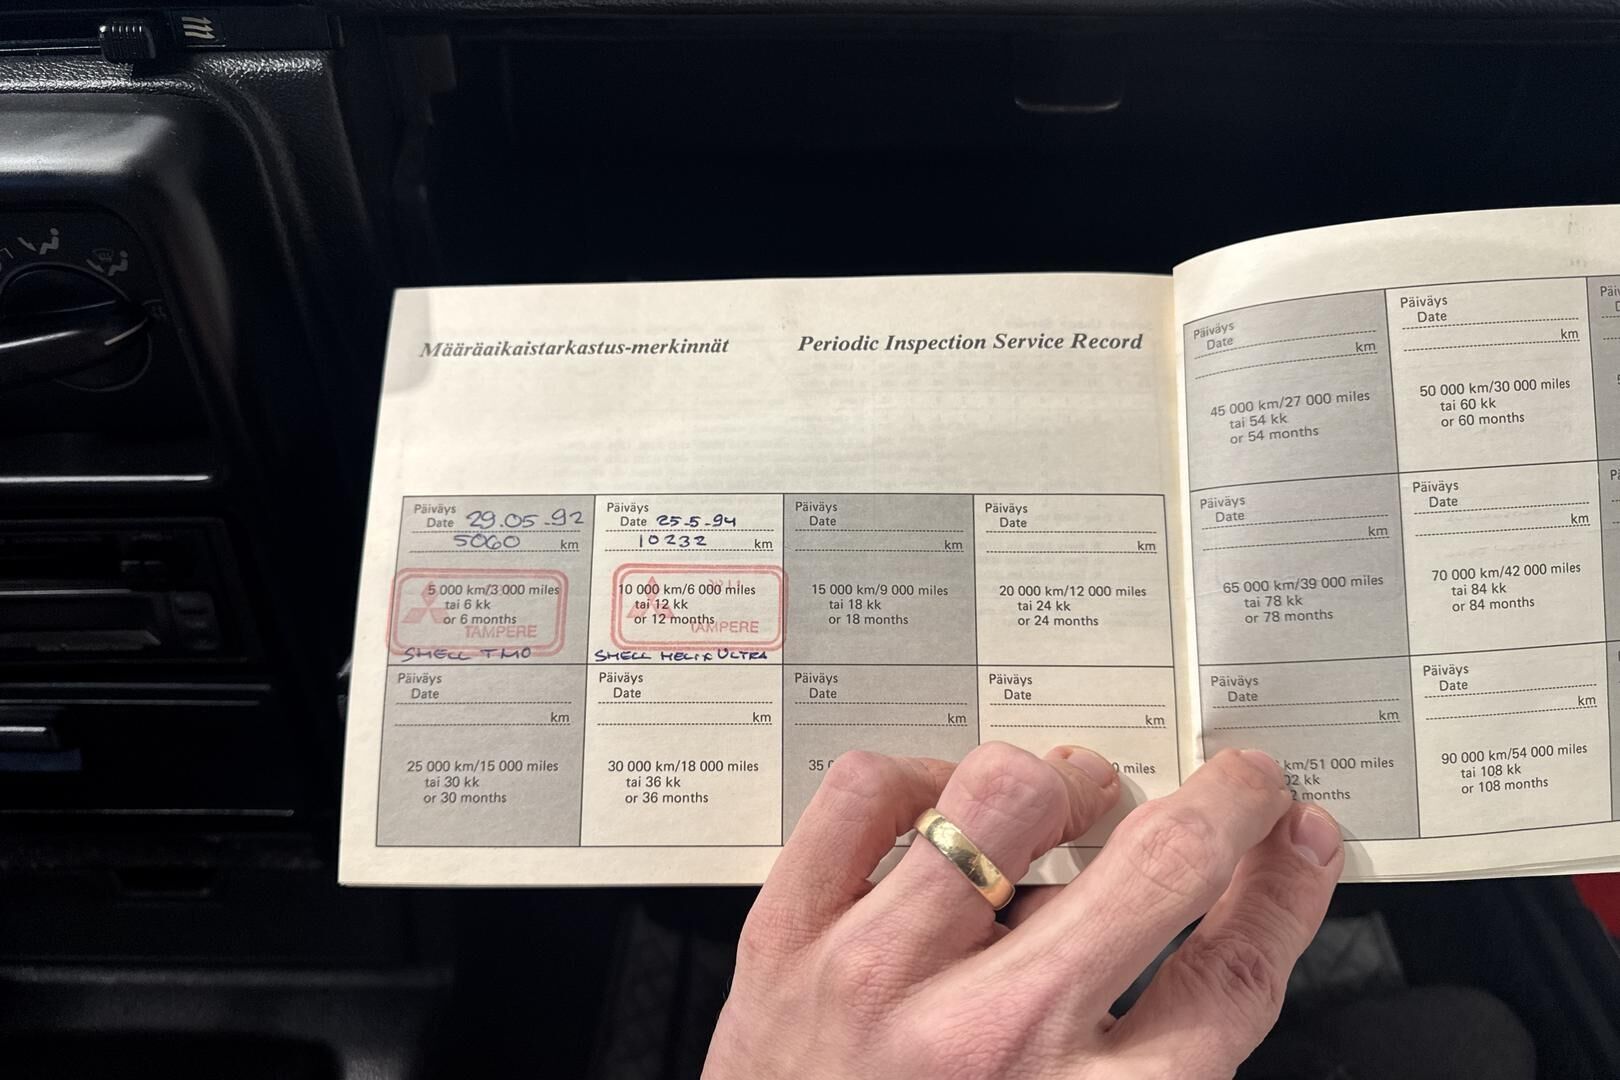 Määräaikaistarkastus-merkinnät
Periodic Inspection Service Record
Päiväys
Date 29.05-92
5060 km
5 000 km/3 000 miles
tai 6 kk
or 6 months
TAMPERE
SHELL TMO
Päiväys
Date 25-5-94
10232 km
10 000 km/6 000 miles
tai 12 kk
or 12 months
TAMPERE
SHELL HELIX ULTRA
Päiväys
Date
km
15 000 km/9 000 miles
tai 18 kk
or 18 months
Päiväys
Date
km
20 000 km/12 000 miles
tai 24 kk
or 24 months
Päiväys
Date
km
25 000 km/15 000 miles
tai 30 kk
or 30 months
Päiväys
Date
km
30 000 km/18 000 miles
tai 36 kk
or 36 months
Päiväys
Date
km
35
Päiväys
Date
km
miles
Päiväys
Date
km
45 000 km/27 000 miles
tai 54 kk
or 54 months
Päiväys
Date
km
50 000 km/30 000 miles
tai 60 kk
or 60 months
Päiväys
Date
km
65 000 km/39 000 miles
tai 78 kk
or 78 months
Päiväys
Date
km
70 000 km/42 000 miles
tai 84 kk
or 84 months
Päiväys
Date
km
km/51 000 miles
kk
months
Päiväys
Date
km
90 000 km/54 000 miles
tai 108 kk
or 108 months